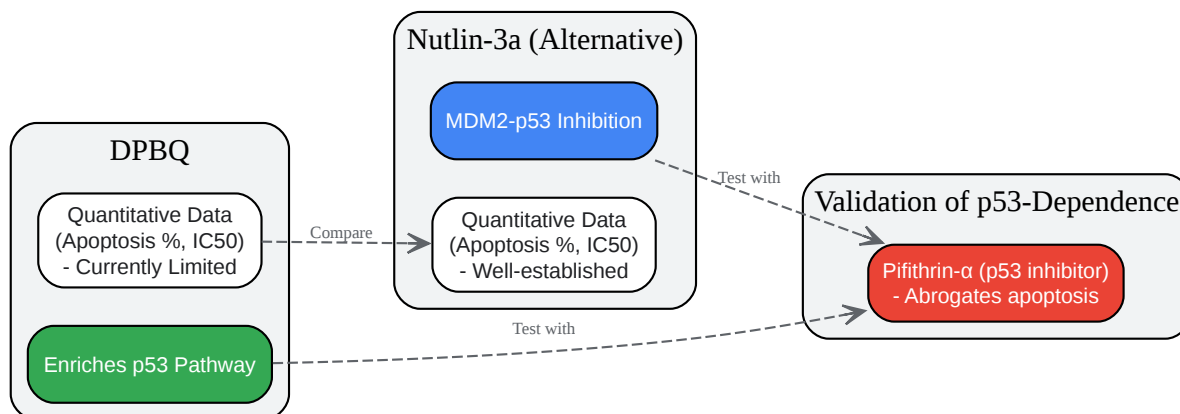 DPBQ
Quantitative Data
(Apoptosis %, IC50)
- Currently Limited
Enriches p53 Pathway
Compare
Nutlin-3a (Alternative)
MDM2-p53 Inhibition
Quantitative Data
(Apoptosis %, IC50)
- Well-established
Test with
Test with
Validation of p53-Dependence
Pifithrin-α (p53 inhibitor)
- Abrogates apoptosis